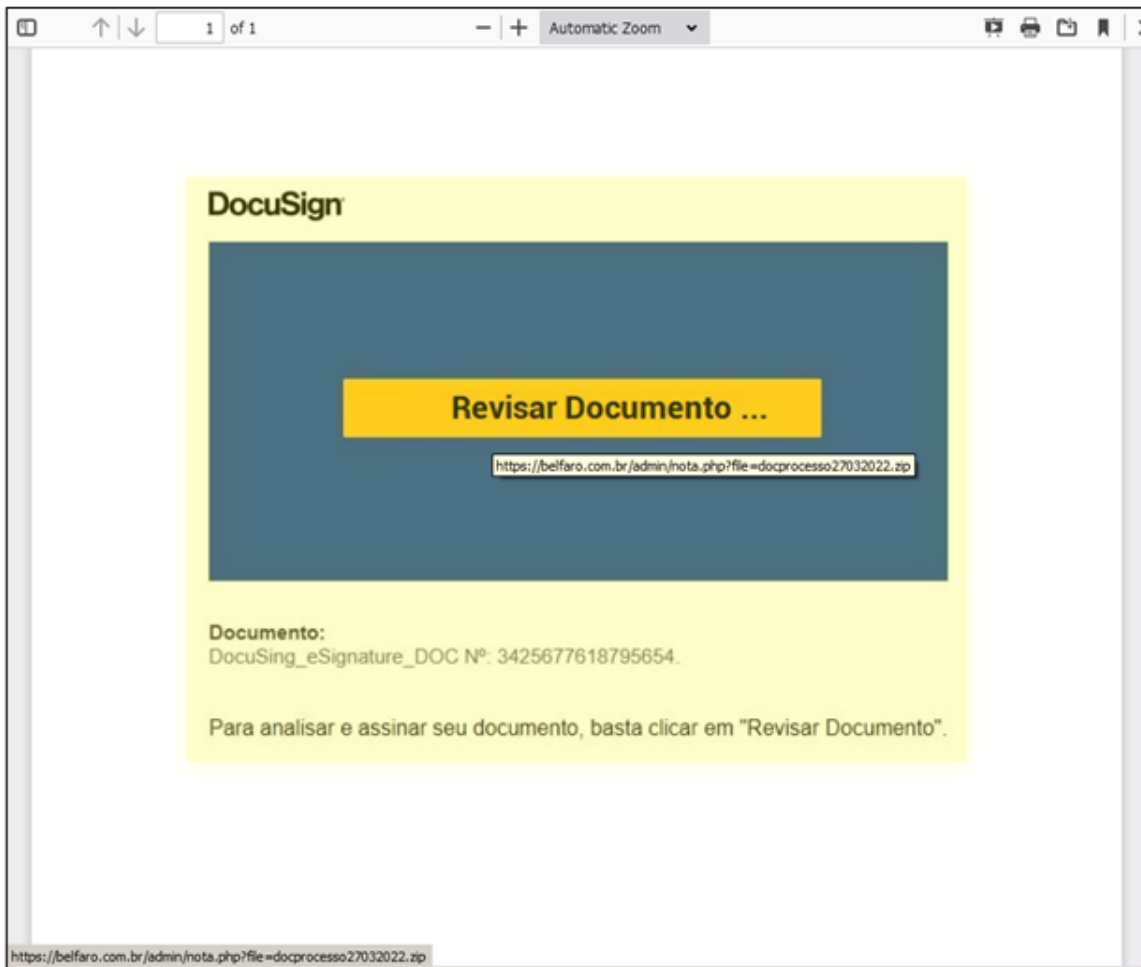 1 of 1 Automatic Zoom
DocuSign
Revisar Documento ...
https://belfaro.com.br/admin/nota.php?file=docprocesso27032022.zip
Documento:
DocuSing_eSignature_DOC Nº: 3425677618795654.
Para analisar e assinar seu documento, basta clicar em "Revisar Documento".
https://belfaro.com.br/admin/nota.php?file=docprocesso27032022.zip